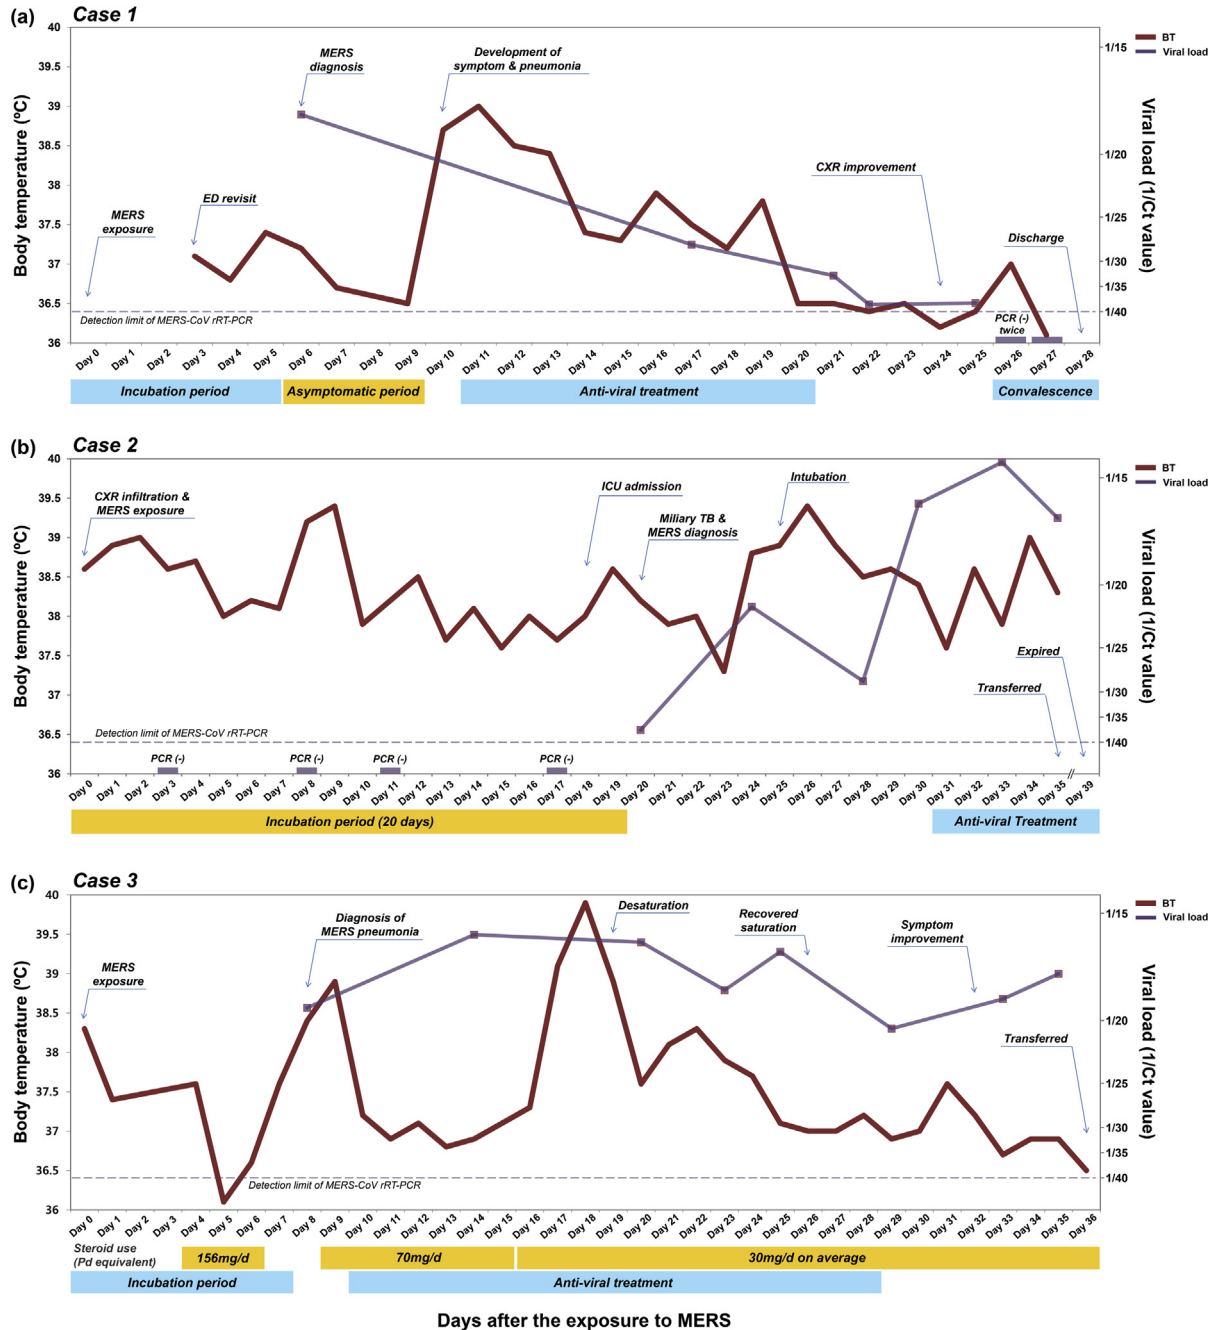 (a)
Case 1
Body temperature (ºC)
40
39.5
39
38.5
38
37.5
37
36.5
36
BT
Viral load
1/15
1/20
1/25
1/30
1/35
1/40
Viral load (1/Ct value)
MERS
exposure
ED revisit
MERS
diagnosis
Development of
symptom & pneumonia
CXR improvement
Discharge
Detection limit of MERS-CoV rRT-PCR
PCR (-)
twice
Day 0 Day 1 Day 2 Day 3 Day 4 Day 5 Day 6 Day 7 Day 8 Day 9 Day 10 Day 11 Day 12 Day 13 Day 14 Day 15 Day 16 Day 17 Day 18 Day 19 Day 20 Day 21 Day 22 Day 23 Day 24 Day 25 Day 26 Day 27 Day 28
Incubation period Asymptomatic period Anti-viral treatment Convalescence
(b)
Case 2
Body temperature (ºC)
40
39.5
39
38.5
38
37.5
37
36.5
36
BT
Viral load
1/15
1/20
1/25
1/30
1/35
1/40
Viral load (1/Ct value)
CXR infiltration &
MERS exposure
ICU admission
Miliary TB &
MERS diagnosis
Intubation
Expired
Transferred
Detection limit of MERS-CoV rRT-PCR
PCR (-) PCR (-) PCR (-) PCR (-)
Day 0 Day 1 Day 2 Day 3 Day 4 Day 5 Day 6 Day 7 Day 8 Day 9 Day 10 Day 11 Day 12 Day 13 Day 14 Day 15 Day 16 Day 17 Day 18 Day 19 Day 20 Day 21 Day 22 Day 23 Day 24 Day 25 Day 26 Day 27 Day 28 Day 29 Day 30 Day 31 Day 32 Day 33 Day 34 Day 35 // Day 39
Incubation period (20 days) Anti-viral Treatment
(c)
Case 3
Body temperature (ºC)
40
39.5
39
38.5
38
37.5
37
36.5
36
BT
Viral load
1/15
1/20
1/25
1/30
1/35
1/40
Viral load (1/Ct value)
MERS
exposure
Diagnosis of
MERS pneumonia
Desaturation
Recovered
saturation
Symptom
improvement
Transferred
Detection limit of MERS-CoV rRT-PCR
Day 0 Day 1 Day 2 Day 3 Day 4 Day 5 Day 6 Day 7 Day 8 Day 9 Day 10 Day 11 Day 12 Day 13 Day 14 Day 15 Day 16 Day 17 Day 18 Day 19 Day 20 Day 21 Day 22 Day 23 Day 24 Day 25 Day 26 Day 27 Day 28 Day 29 Day 30 Day 31 Day 32 Day 33 Day 34 Day 35 Day 36
Steroid use
(Pd equivalent)
156mg/d 70mg/d 30mg/d on average
Incubation period Anti-viral treatment
Days after the exposure to MERS